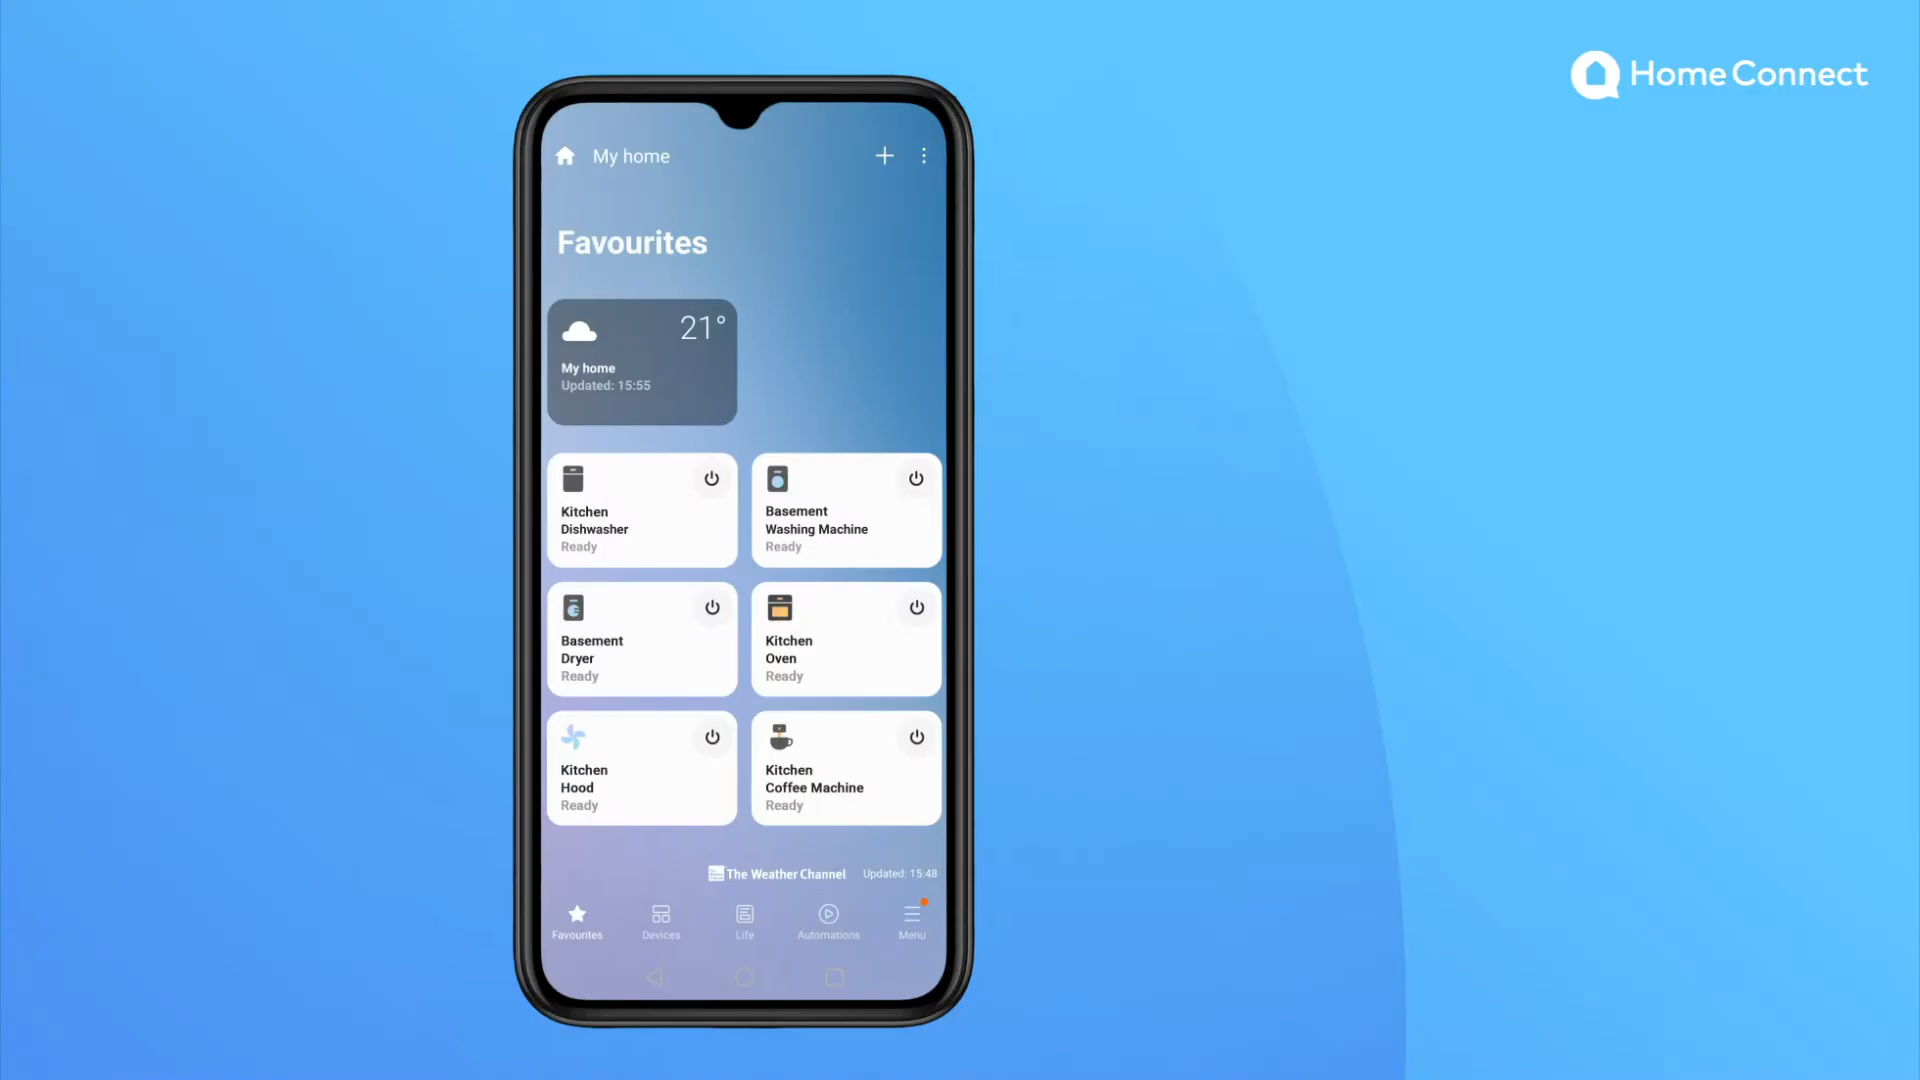 Home Connect
My home
Favourites
21°
My home
Updated: 15:55
Kitchen
Dishwasher
Ready
Basement
Washing Machine
Ready
Basement
Dryer
Ready
Kitchen
Oven
Ready
Kitchen
Hood
Ready
Kitchen
Coffee Machine
Ready
The Weather Channel Updated: 15:48
Favourites Devices Life Automations Menu